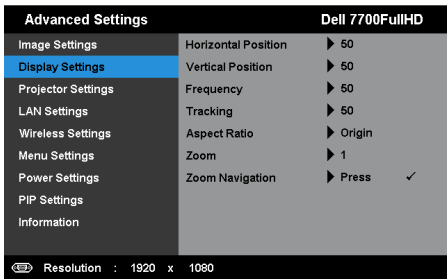 Advanced Settings Dell 7700FullHD
Image Settings Horizontal Position 50
Display Settings Vertical Position 50
Projector Settings Frequency 50
LAN Settings Tracking 50
Wireless Settings Aspect Ratio Origin
Menu Settings Zoom 1
Power Settings Zoom Navigation Press ✓
PIP Settings
Information
Resolution : 1920 x 1080